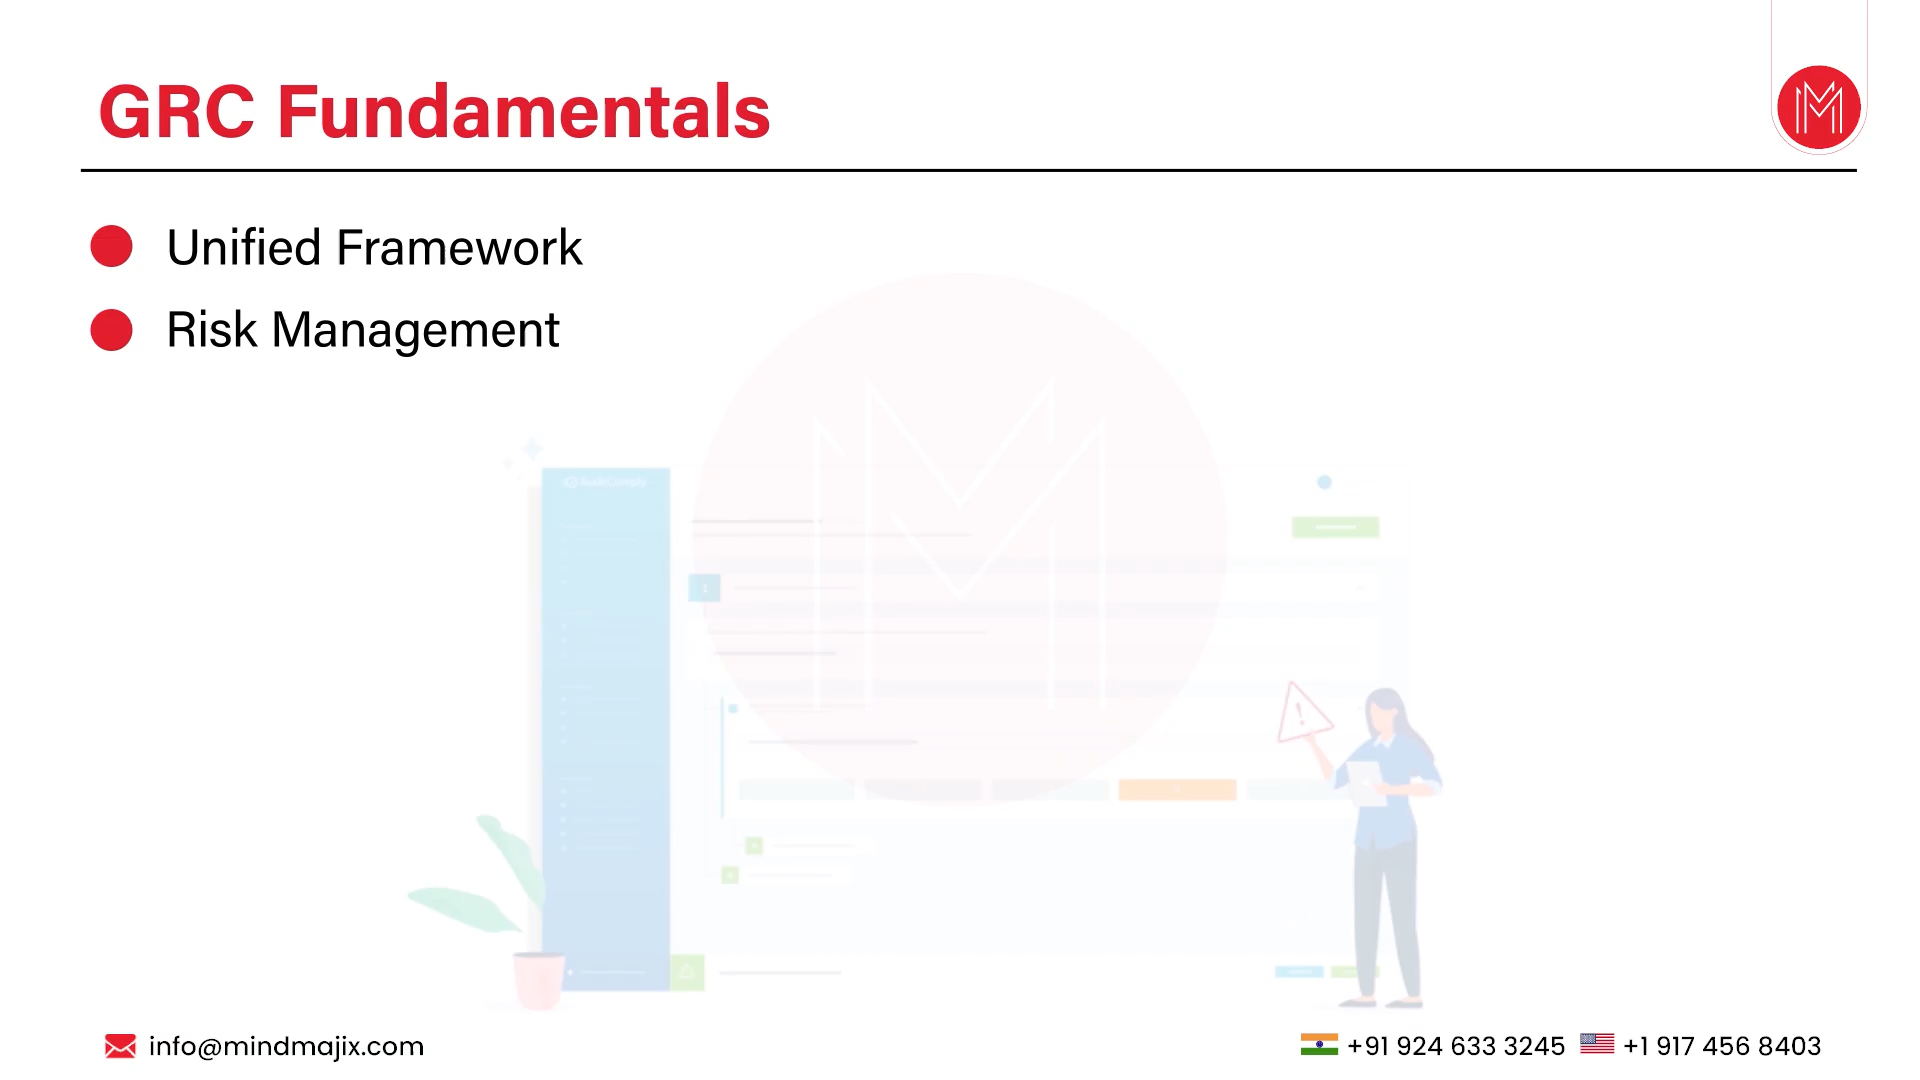 GRC Fundamentals
Unified Framework
Risk Management
info@mindmajix.com
+91 924 633 3245
+1 917 456 8403